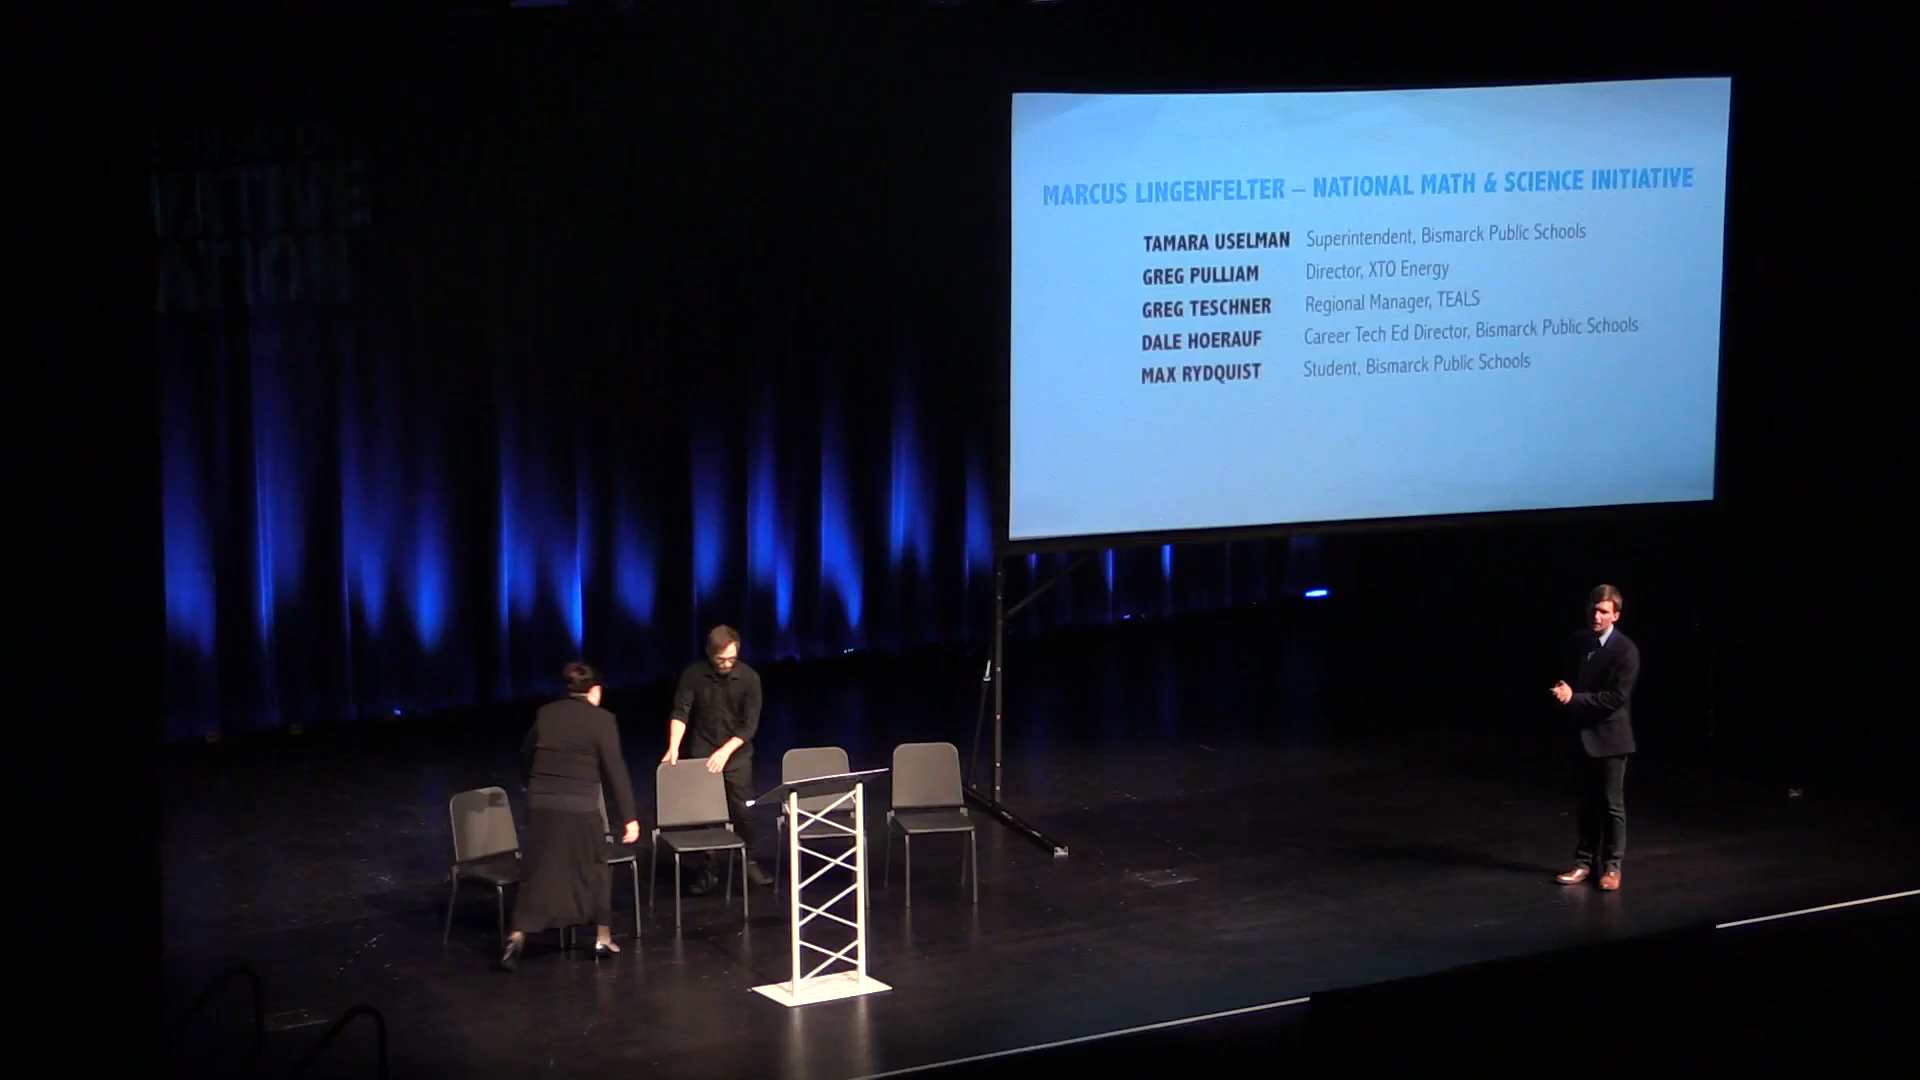 MARCUS LINGENFELTER – NATIONAL MATH & SCIENCE INITIATIVE
TAMARA USELMAN Superintendent, Bismarck Public Schools
GREG PULLIAM Director, XTO Energy
GREG TESCHNER Regional Manager, TEALS
DALE HOERAUF Career Tech Ed Director, Bismarck Public Schools
MAX RYDQUIST Student, Bismarck Public Schools